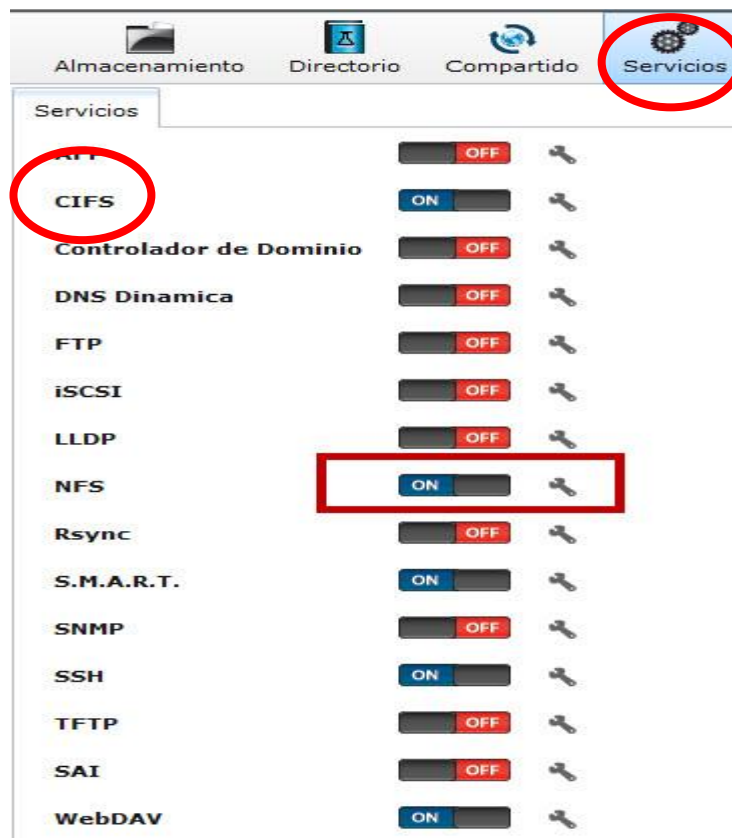 Almacenamiento Directorio Compartido Servicios
Servicios
OFF
CIFS ON
Controlador de Dominio OFF
DNS Dinamica OFF
FTP OFF
iSCSI OFF
LLDP OFF
NFS ON
Rsync OFF
S.M.A.R.T. ON
SNMP OFF
SSH ON
TFTP OFF
SAI OFF
WebDAV ON